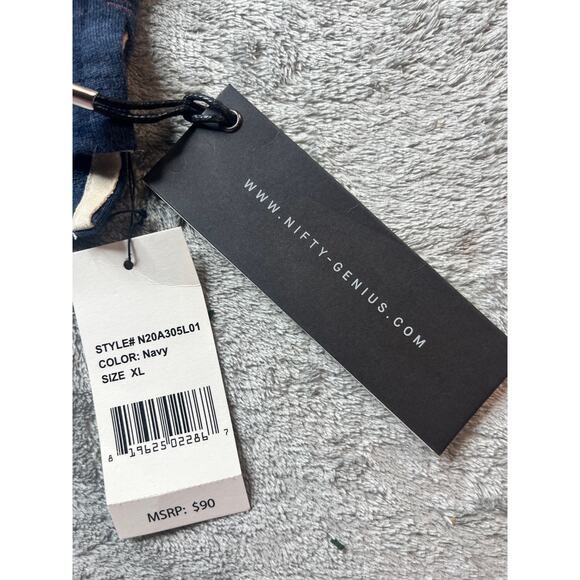 WWW.NIFTY-GENIUS.COM
STYLE# N20A305L01
COLOR: Navy
SIZE XL
8 19625 02286 7
MSRP: $90